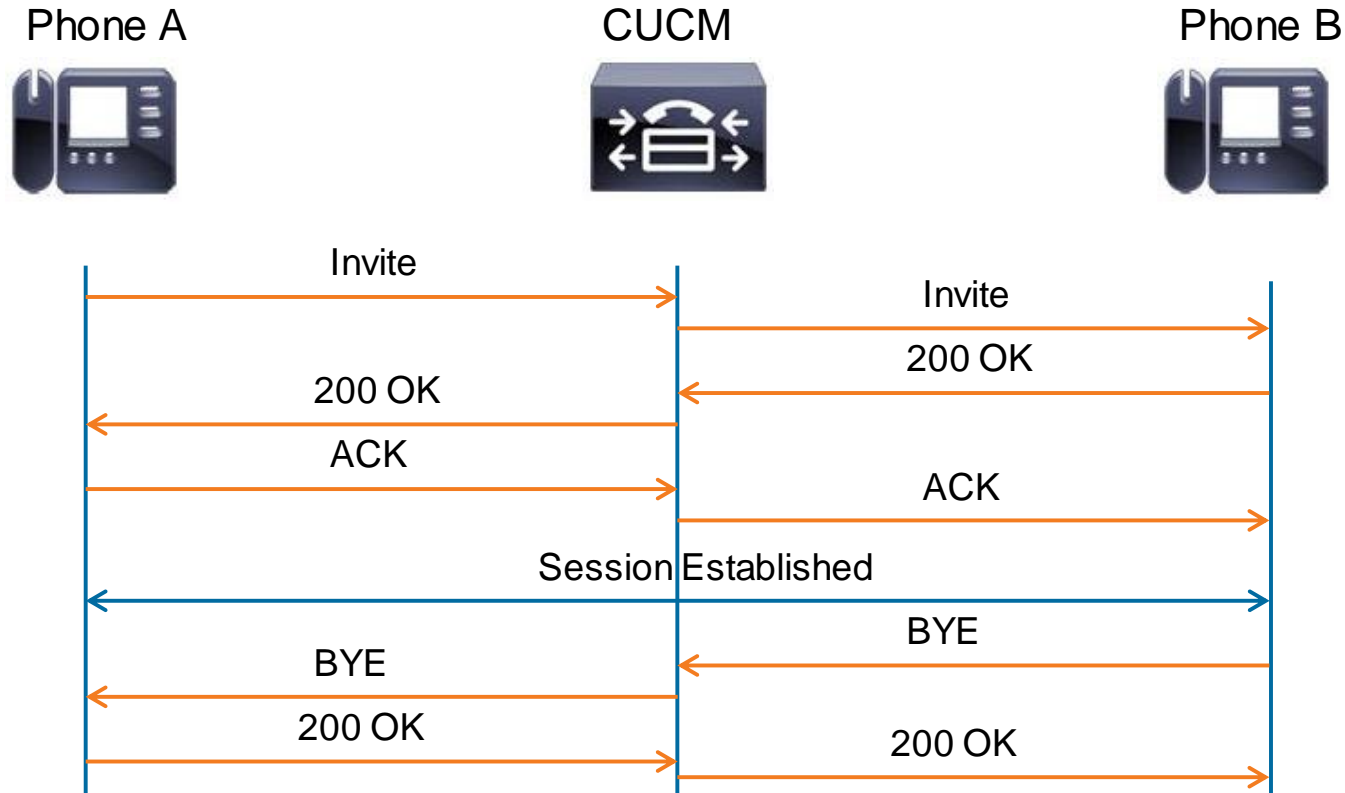 Phone A
CUCM
Phone B
Invite
Invite
200 OK
200 OK
ACK
ACK
Session Established
BYE
BYE
200 OK
200 OK